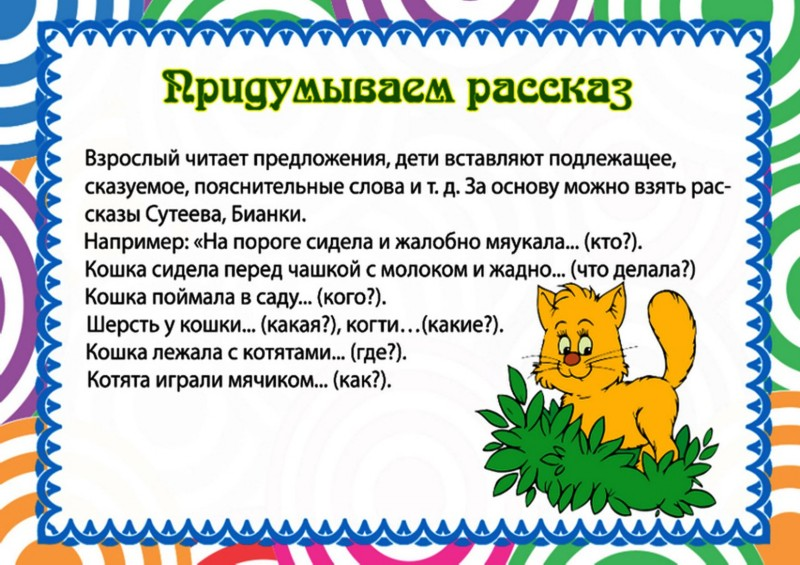 Придумываем рассказ
Взрослый читает предложения, дети вставляют подлежащее,
сказуемое, пояснительные слова и т. д. За основу можно взять рас-
сказы Сутеева, Бианки.
Например: «На пороге сидела и жалобно мяукала... (кто?).
Кошка сидела перед чашкой с молоком и жадно... (что делала?)
Кошка поймала в саду... (кого?).
Шерсть у кошки... (какая?), когти…(какие?).
Кошка лежала с котятами... (где?).
Котята играли мячиком... (как?).